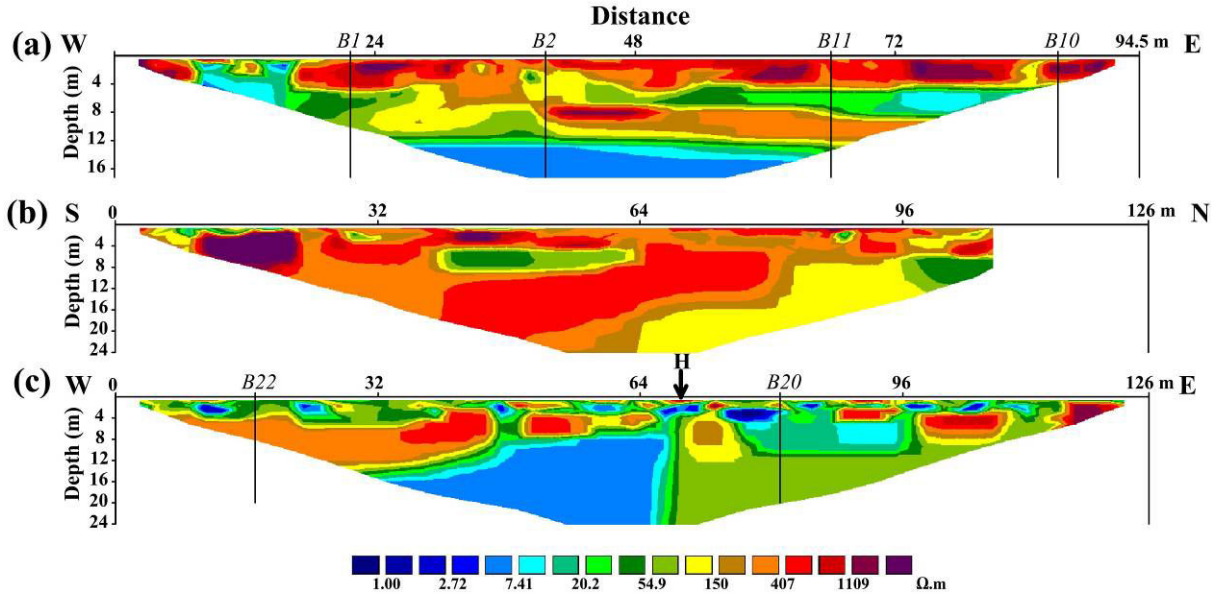 Distance
(a) W B1 24 B2 48 B11 72 B10 94.5 m E
Depth (m)
4
8
12
16
(b) S 0 32 64 96 126 m N
Depth (m)
4
8
12
16
20
24
H
(c) W 0 32 64 96 126 m E
B22 B20
Depth (m)
4
8
12
16
20
24
1.00 2.72 7.41 20.2 54.9 150 407 1109 Ω.m